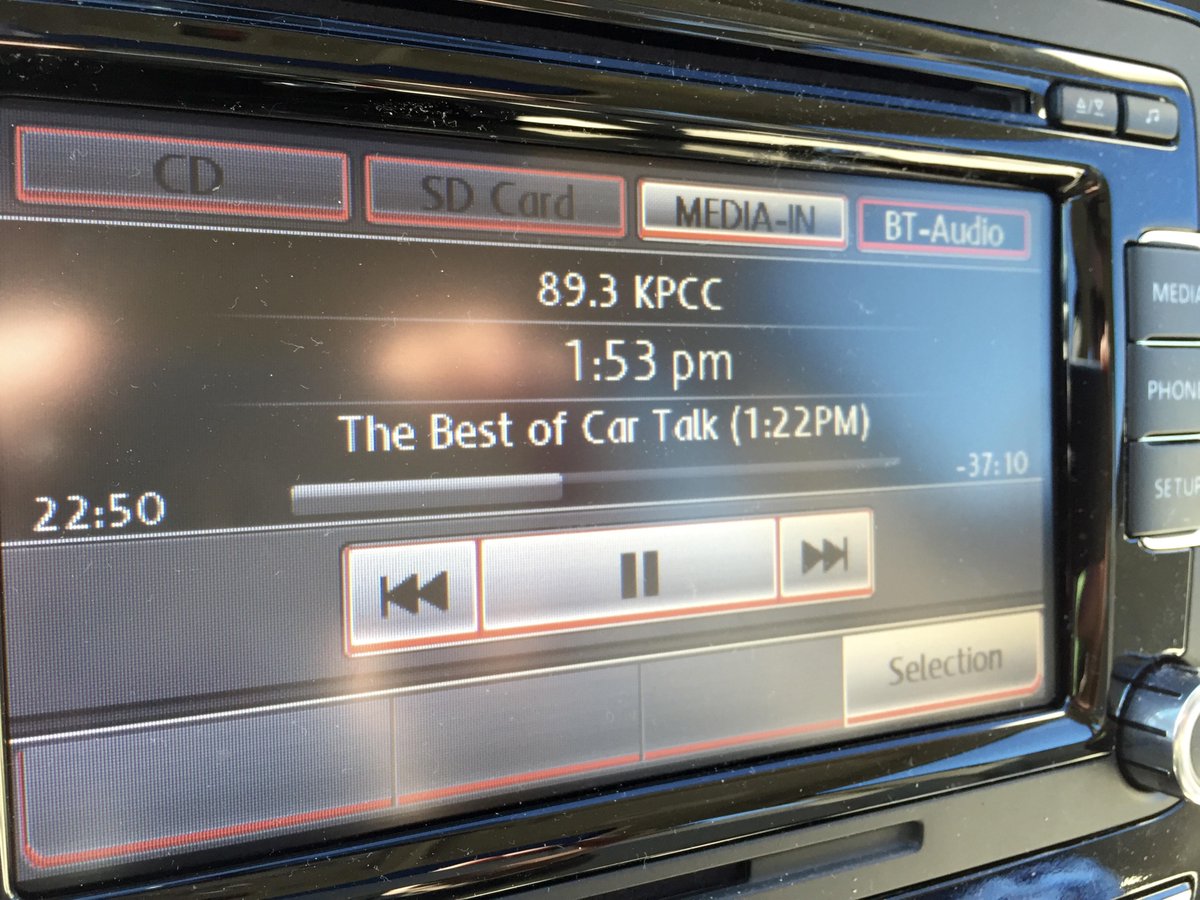 CD SD Card MEDIA-IN BT-Audio
89.3 KPCC
1:53 pm
The Best of Car Talk (1:22PM)
22:50 -37:10
Selection
MEDIA
PHONE
SETUP